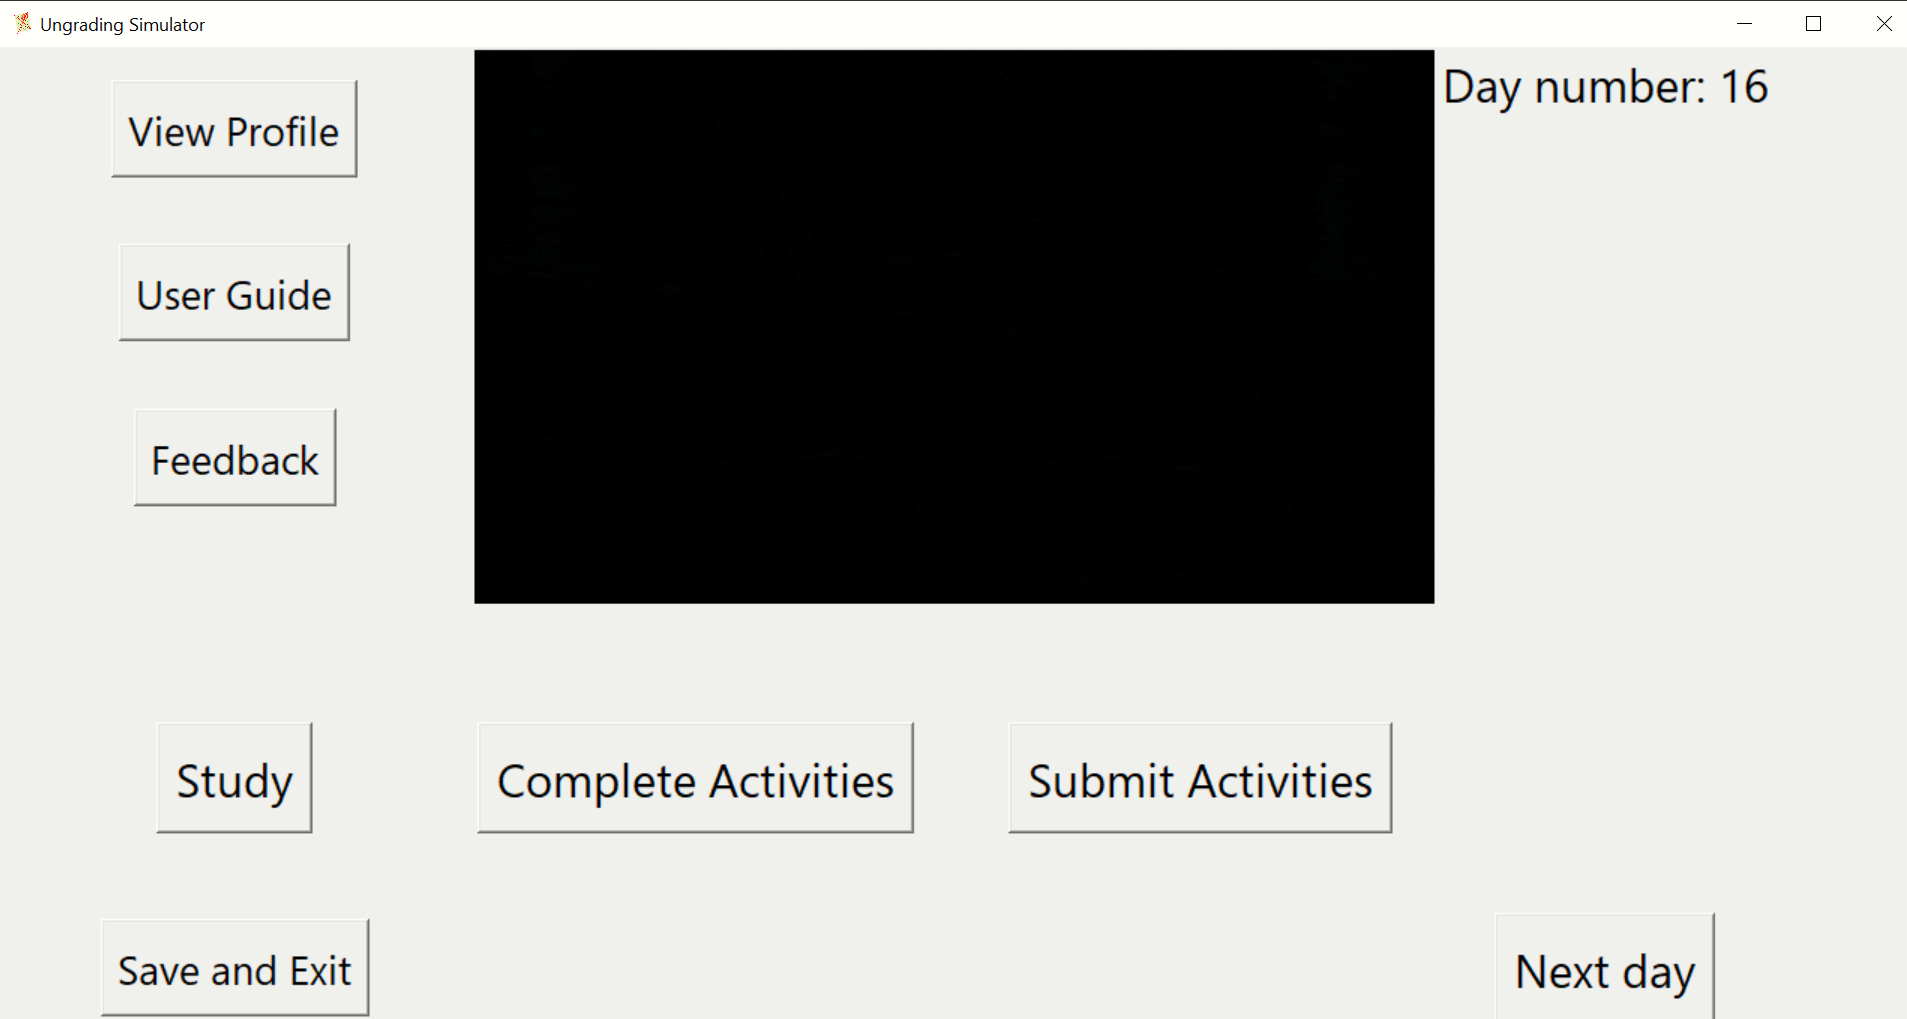 Ungrading Simulator
View Profile
Day number: 16
User Guide
Feedback
Study
Complete Activities
Submit Activities
Save and Exit
Next day